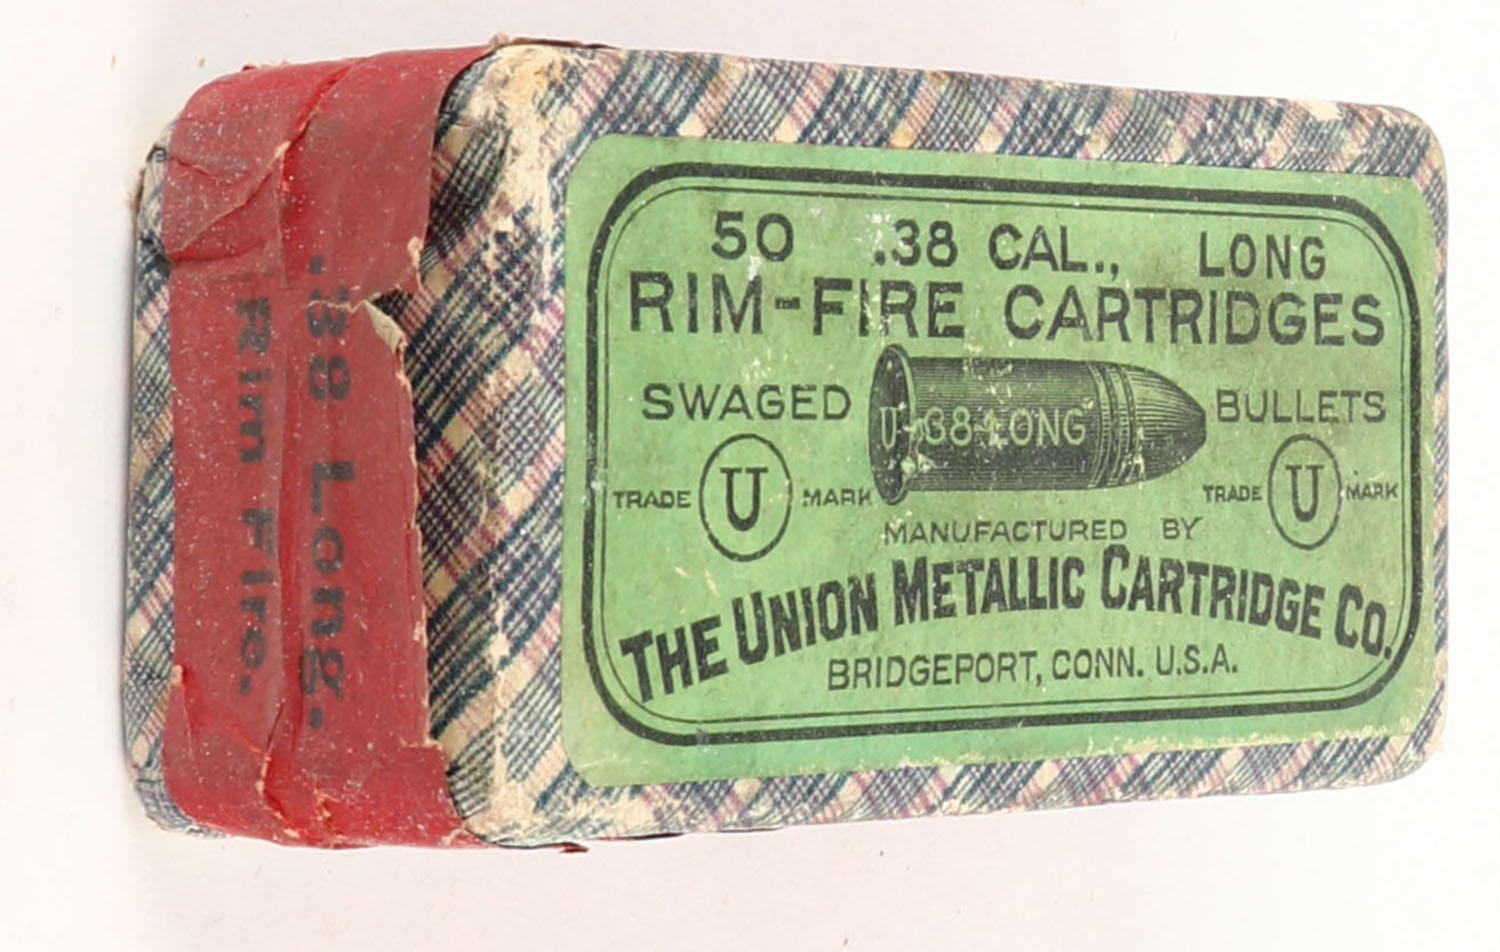 50 .38 CAL., LONG
RIM-FIRE CARTRIDGES
SWAGED BULLETS
U 38 LONG
TRADE U MARK TRADE U MARK
MANUFACTURED BY
THE UNION METALLIC CARTRIDGE CO.
BRIDGEPORT, CONN. U.S.A.
.38 Long.
Rim Fire.